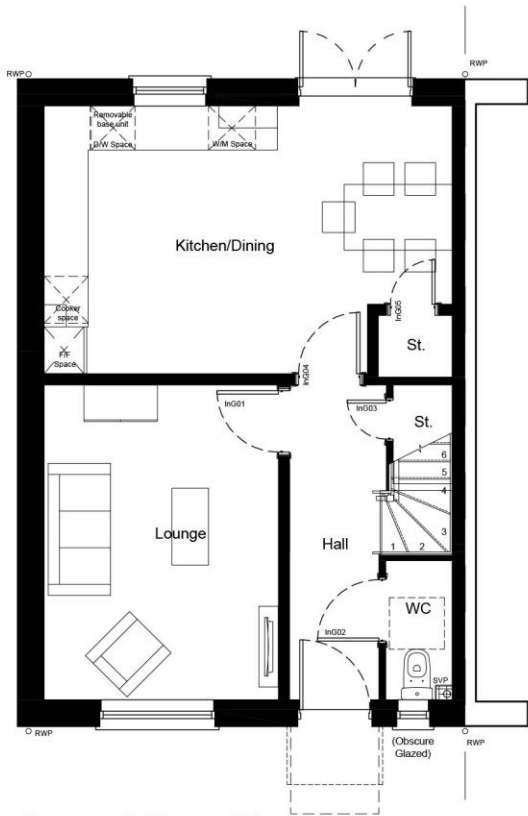 RWP
RWP
Removable
base unit
D/W Space
W/M Space
Kitchen/Dining
Cooker
space
F/F
Space
InG05
St.
InG04
InG01
InG03
St.
6
5
4
3
2
1
Lounge
Hall
WC
InG02
SVP
RWP
(Obscure
Glazed)
RWP